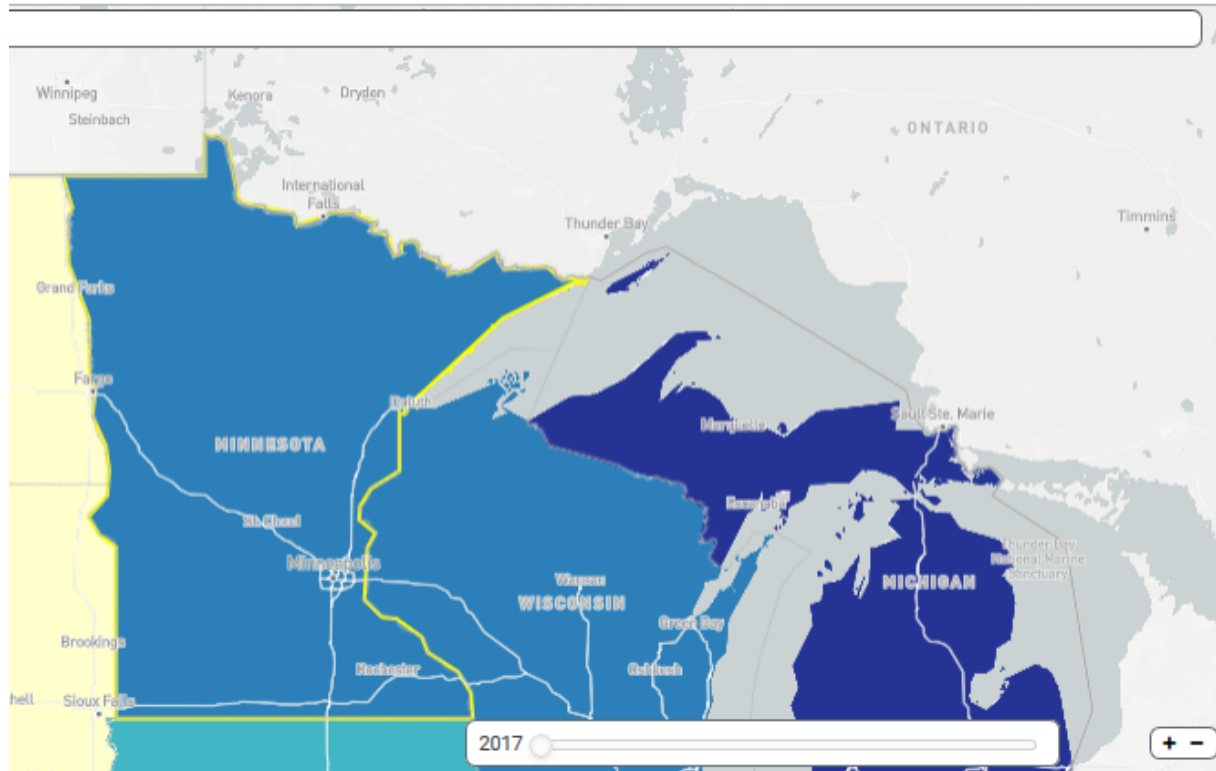 Winnipeg
Kenora
Dryden
Steinbach
ONTARIO
International
Falls
Thunder Bay
Timmins
Grand Forks
Fargo
Duluth
Marquette
Sault Ste. Marie
MINNESOTA
St. Cloud
Escanaba
Thunder Bay
National Marine
Sanctuary
Minneapolis
Wausau
MICHIGAN
WISCONSIN
Green Bay
Brookings
Rochester
Oshkosh
hell
Sioux Falls
2017
+ −